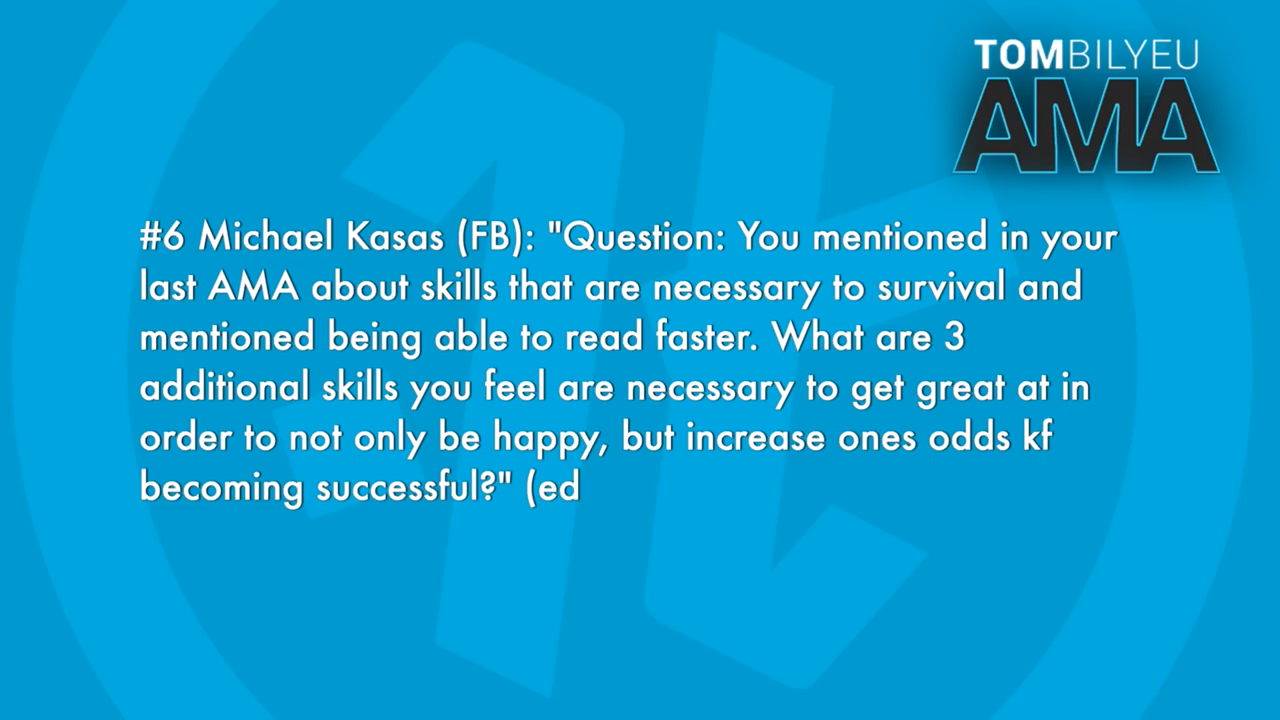 TOMBILYEU
AMA
#6 Michael Kasas (FB): "Question: You mentioned in your
last AMA about skills that are necessary to survival and
mentioned being able to read faster. What are 3
additional skills you feel are necessary to get great at in
order to not only be happy, but increase ones odds kf
becoming successful?" (ed